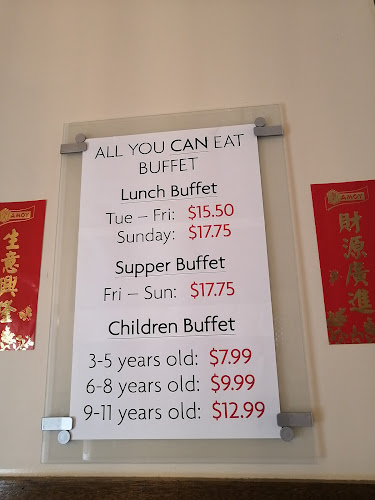 ALL YOU CAN EAT
BUFFET
Lunch Buffet
Tue – Fri: $15.50
Sunday: $17.75
Supper Buffet
Fri – Sun: $17.75
Children Buffet
3-5 years old: $7.99
6-8 years old: $9.99
9-11 years old: $12.99
AMOY
生意興隆
AMOY
財源廣進